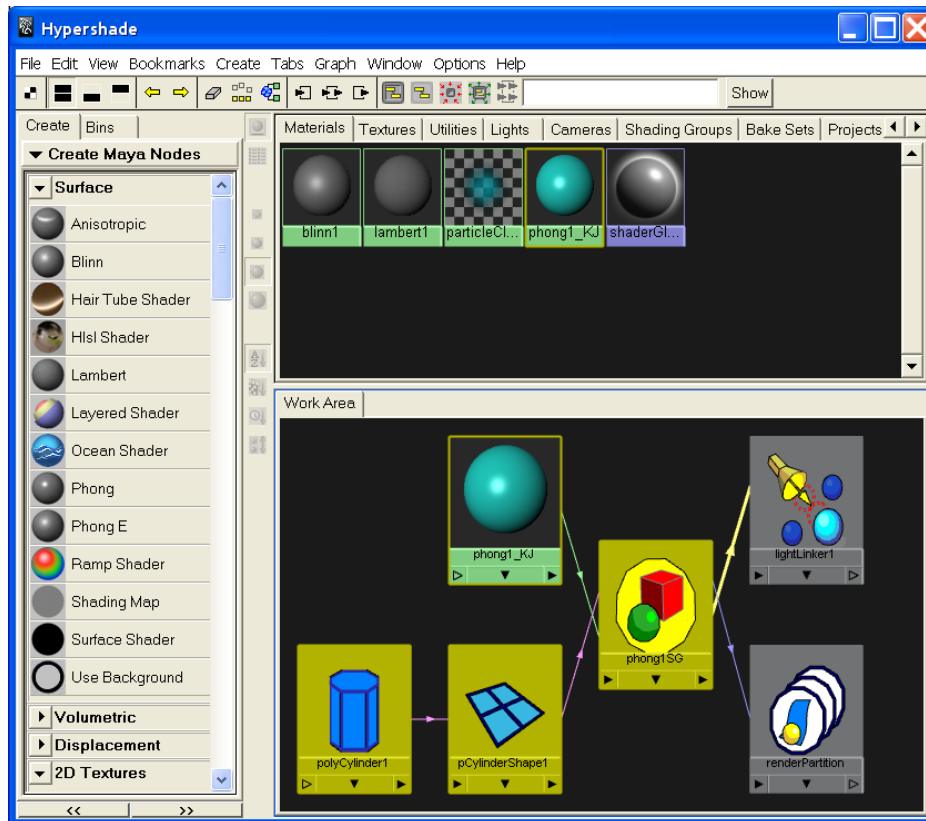 Hypershade
File Edit View Bookmarks Create Tabs Graph Window Options Help
Show
Create Bins
Create Maya Nodes
Surface
Anisotropic
Blinn
Hair Tube Shader
Hlsl Shader
Lambert
Layered Shader
Ocean Shader
Phong
Phong E
Ramp Shader
Shading Map
Surface Shader
Use Background
Volumetric
Displacement
2D Textures
<< >>
Materials Textures Utilities Lights Cameras Shading Groups Bake Sets Projects
blinn1 lambert1 particleCl... phong1_KJ shaderGl...
Work Area
phong1_KJ
lightLinker1
phong1SG
polyCylinder1
pCylinderShape1
renderPartition